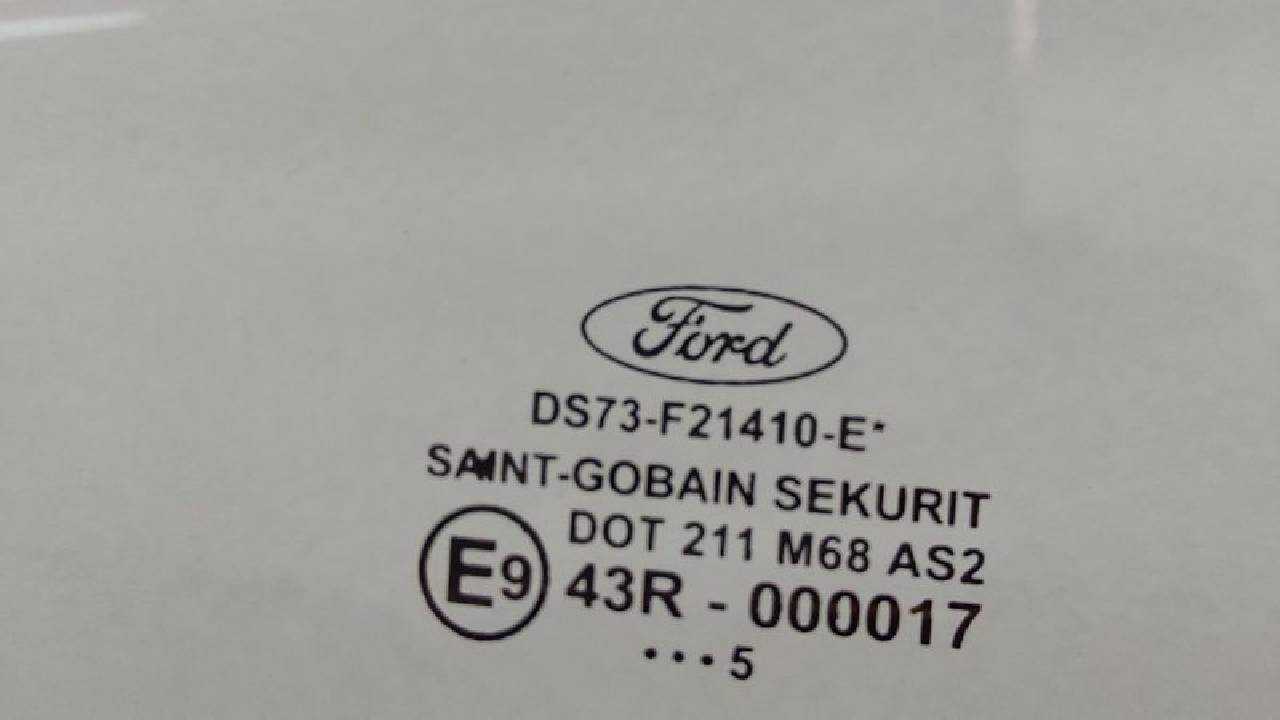 Ford
DS73-F21410-E*
SAINT-GOBAIN SEKURIT
DOT 211 M68 AS2
E9 43R - 000017
•••5